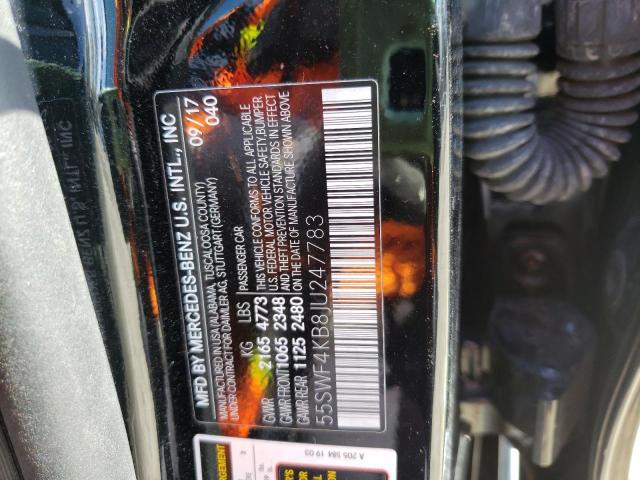 MFD BY MERCEDES-BENZ U.S. INTL., INC
MANUFACTURED IN USA (ALABAMA, TUSCALOOSA COUNTY)
UNDER CONTRACT FOR DAIMLER AG, STUTTGART (GERMANY)
09/17
040
KG LBS PASSENGER CAR
GVWR 2165 4773 THIS VEHICLE CONFORMS TO ALL APPLICABLE
U.S. FEDERAL MOTOR VEHICLE SAFETY, BUMPER
GAWR FRONT 1065 2348 AND THEFT PREVENTION STANDARDS IN EFFECT
GAWR REAR 1125 2480 ON THE DATE OF MANUFACTURE SHOWN ABOVE
55SWF4KB8JU247783
A 205 584 19 03